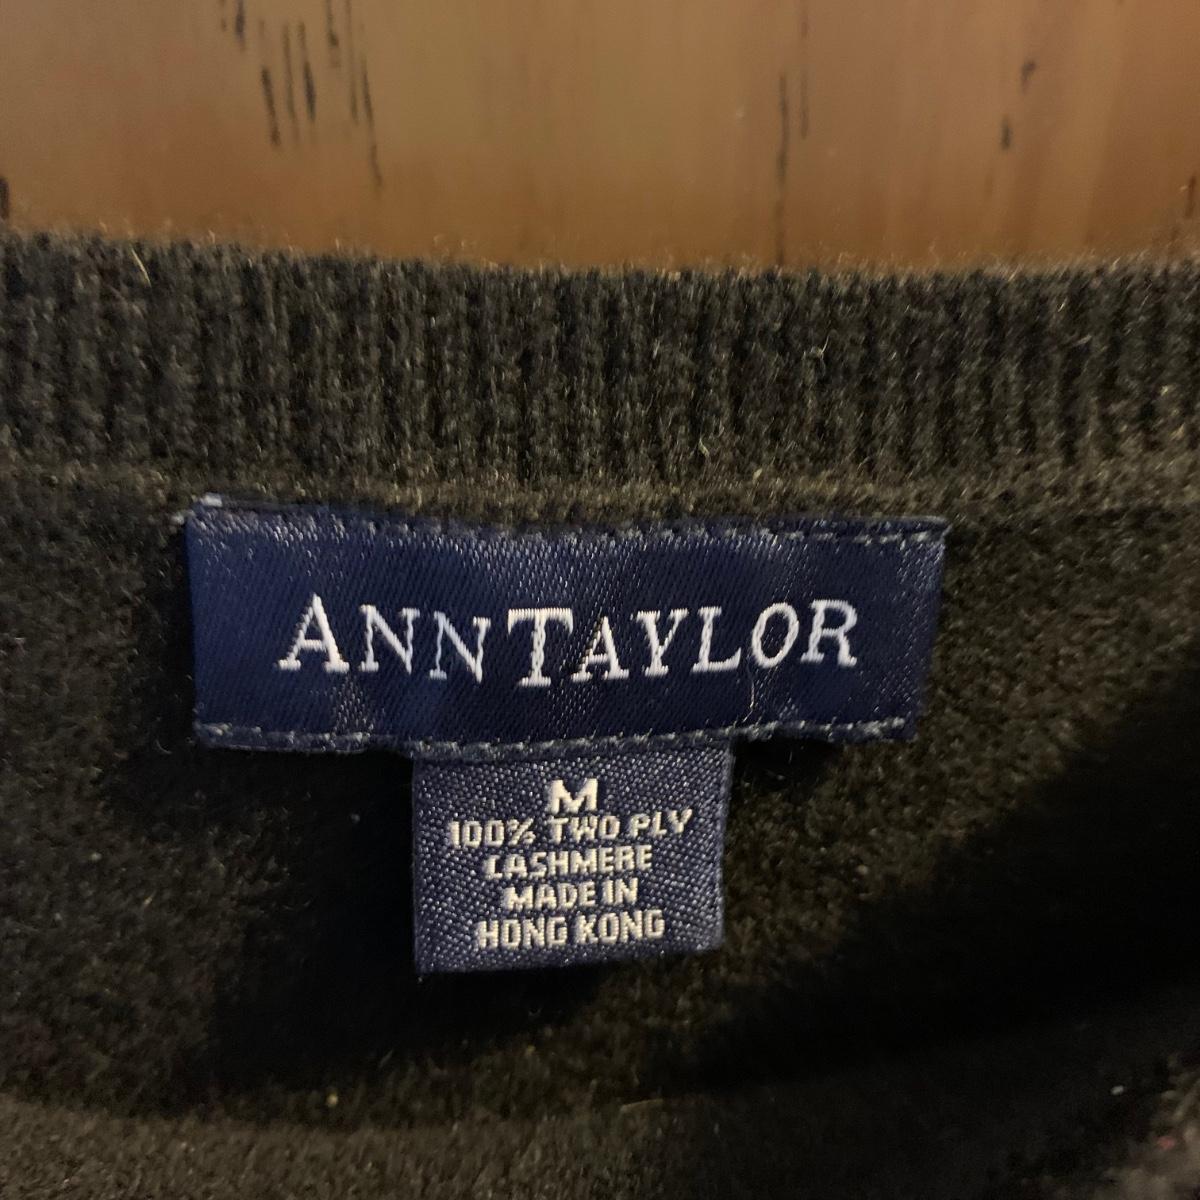 ANNTAYLOR
M
100% TWO PLY
CASHMERE
MADE IN
HONG KONG